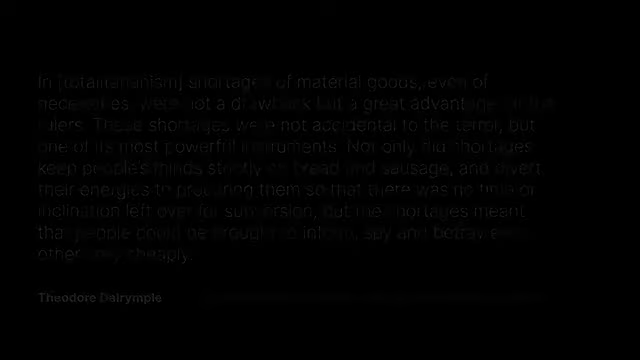 In [totalitarianism] shortages of material goods, even of
necessities, were not a drawback but a great advantage for the
rulers. These shortages were not accidental to the terror, but
one of its most powerful instruments. Not only did shortages
keep people's minds strictly on bread and sausage, and divert
their energies to procuring them so that there was no time or
inclination left over for subversion, but the shortages meant
that people could be brought to inform, spy and betray each
other very cheaply.
Theodore Dalrymple